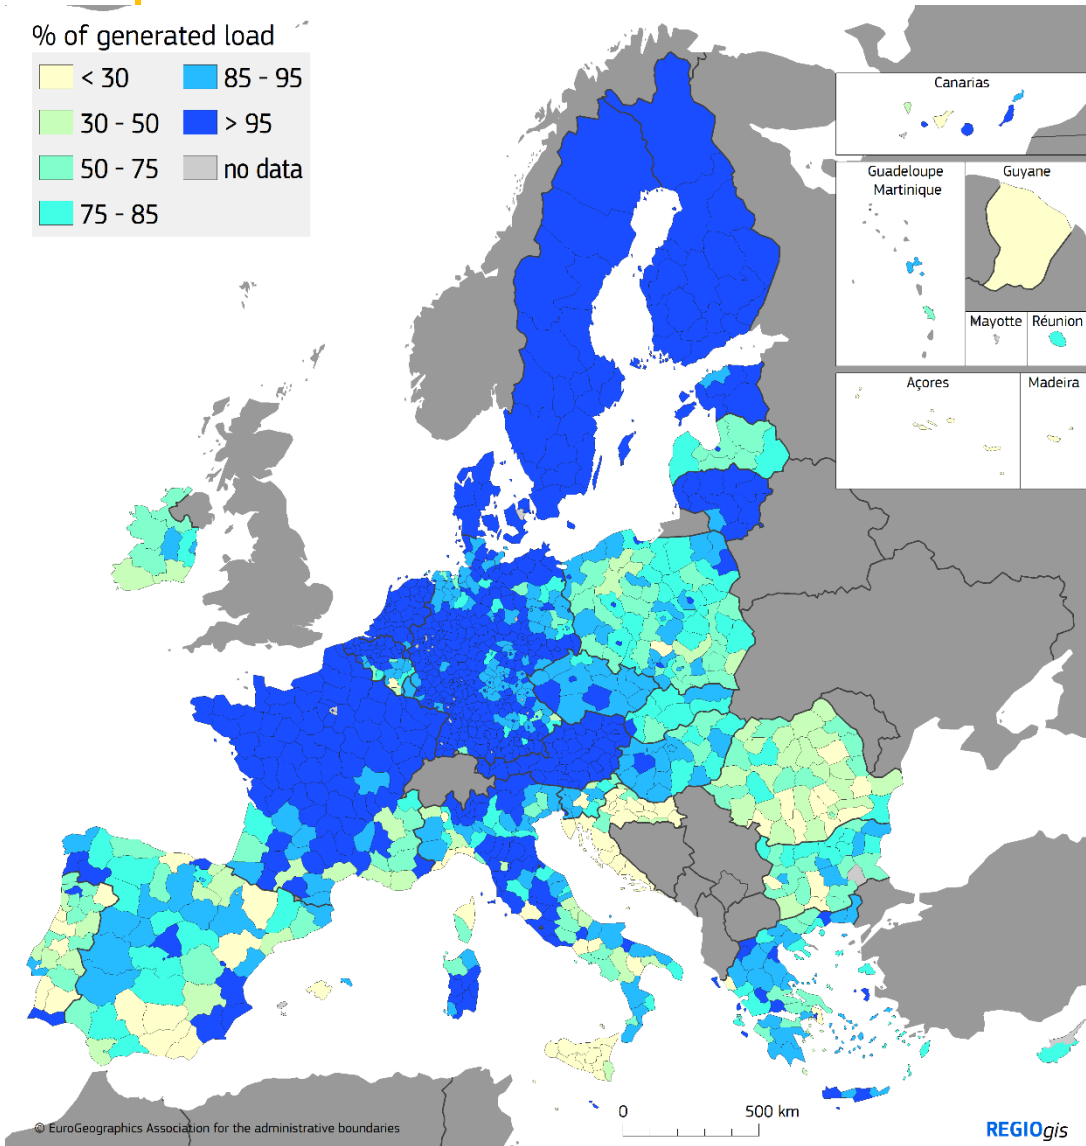 % of generated load
< 30
30 - 50
50 - 75
75 - 85
85 - 95
> 95
no data
Canarias
Guadeloupe
Martinique
Guyane
Mayotte
Réunion
Açores
Madeira
0
500 km
© EuroGeographics Association for the administrative boundaries
REGIOgis